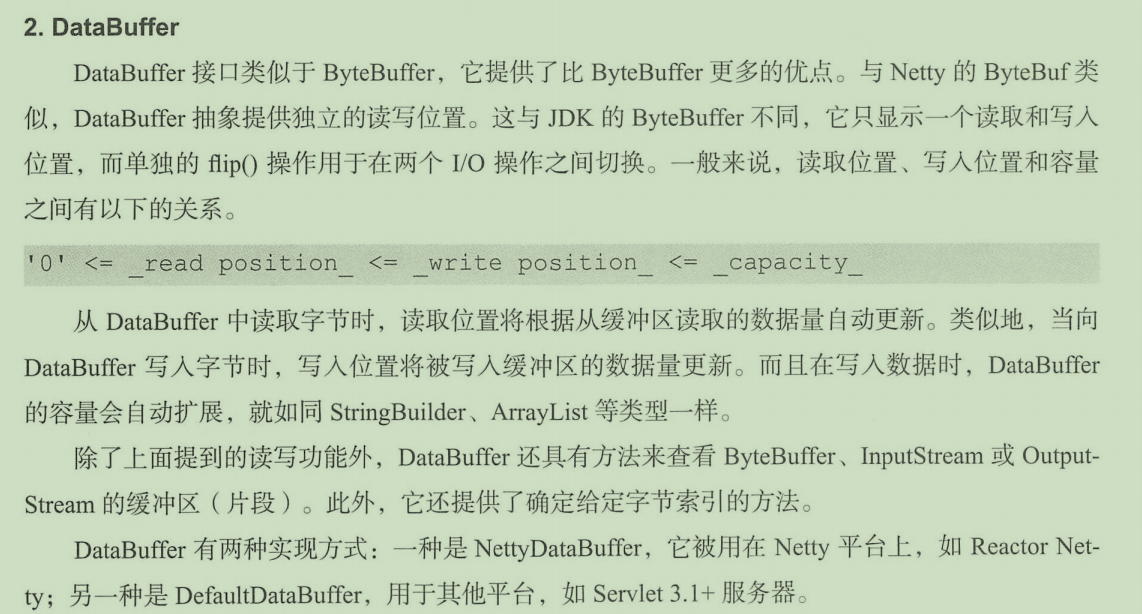 2. DataBuffer
DataBuffer 接口类似于 ByteBuffer，它提供了比 ByteBuffer 更多的优点。与 Netty 的 ByteBuf 类
似，DataBuffer 抽象提供独立的读写位置。这与 JDK 的 ByteBuffer 不同，它只显示一个读取和写入
位置，而单独的 flip() 操作用于在两个 I/O 操作之间切换。一般来说，读取位置、写入位置和容量
之间有以下的关系。
'0' <= _read position_ <= _write position_ <= _capacity_
从 DataBuffer 中读取字节时，读取位置将根据从缓冲区读取的数据量自动更新。类似地，当向
DataBuffer 写入字节时，写入位置将被写入缓冲区的数据量更新。而且在写入数据时，DataBuffer
的容量会自动扩展，就如同 StringBuilder、ArrayList 等类型一样。
除了上面提到的读写功能外，DataBuffer 还具有方法来查看 ByteBuffer、InputStream 或 Output-
Stream 的缓冲区（片段）。此外，它还提供了确定给定字节索引的方法。
DataBuffer 有两种实现方式：一种是 NettyDataBuffer，它被用在 Netty 平台上，如 Reactor Net-
ty；另一种是 DefaultDataBuffer，用于其他平台，如 Servlet 3.1+ 服务器。